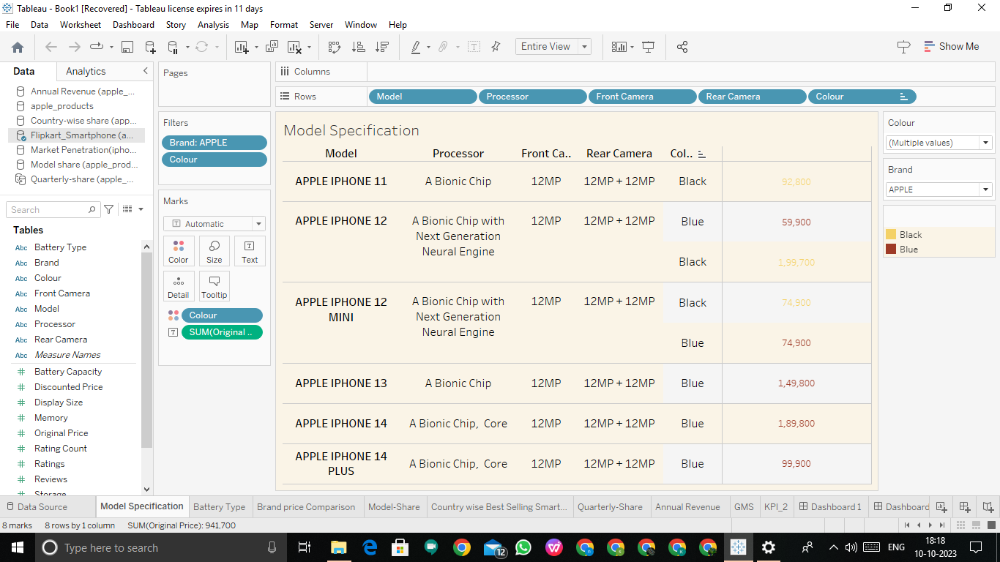 Tableau - Book1 [Recovered] - Tableau license expires in 11 days
File Data Worksheet Dashboard Story Analysis Map Format Server Window Help
Entire View
Show Me
Data Analytics
Annual Revenue (apple_...
apple_products
Country-wise share (app...
Flipkart_Smartphone (a...
Market Penetration(ipho...
Model share (apple_prod...
Quarterly-share (apple_...
Search
Tables
Abc Battery Type
Abc Brand
Abc Colour
Abc Front Camera
Abc Model
Abc Processor
Abc Rear Camera
Abc Measure Names
# Battery Capacity
# Discounted Price
# Display Size
# Memory
# Original Price
# Rating Count
# Ratings
# Reviews
# Storage
Pages
Filters
Brand: APPLE
Colour
Marks
T Automatic
Color Size T Text
Detail Tooltip
Colour
T SUM(Original ..
Columns
Rows Model Processor Front Camera Rear Camera Colour
Model Specification
Model Processor Front Ca.. Rear Camera Col..
APPLE IPHONE 11 A Bionic Chip 12MP 12MP + 12MP Black 92,800
APPLE IPHONE 12 A Bionic Chip with 12MP 12MP + 12MP Blue 59,900
Next Generation
Neural Engine
Black 1,99,700
APPLE IPHONE 12 A Bionic Chip with 12MP 12MP + 12MP Black 74,900
MINI Next Generation
Neural Engine
Blue 74,900
APPLE IPHONE 13 A Bionic Chip 12MP 12MP + 12MP Blue 1,49,800
APPLE IPHONE 14 A Bionic Chip, Core 12MP 12MP + 12MP Blue 1,89,800
APPLE IPHONE 14
PLUS A Bionic Chip, Core 12MP 12MP + 12MP Blue 99,900
Colour
(Multiple values)
Brand
APPLE
Black
Blue
Data Source Model Specification Battery Type Brand price Comparison Model-Share Country wise Best Selling Smart... Quarterly-Share Annual Revenue GMS KPI_2 Dashboard 1 Dashboard
8 marks 8 rows by 1 column SUM(Original Price): 941,700
Type here to search
12
ENG
18:18
10-10-2023